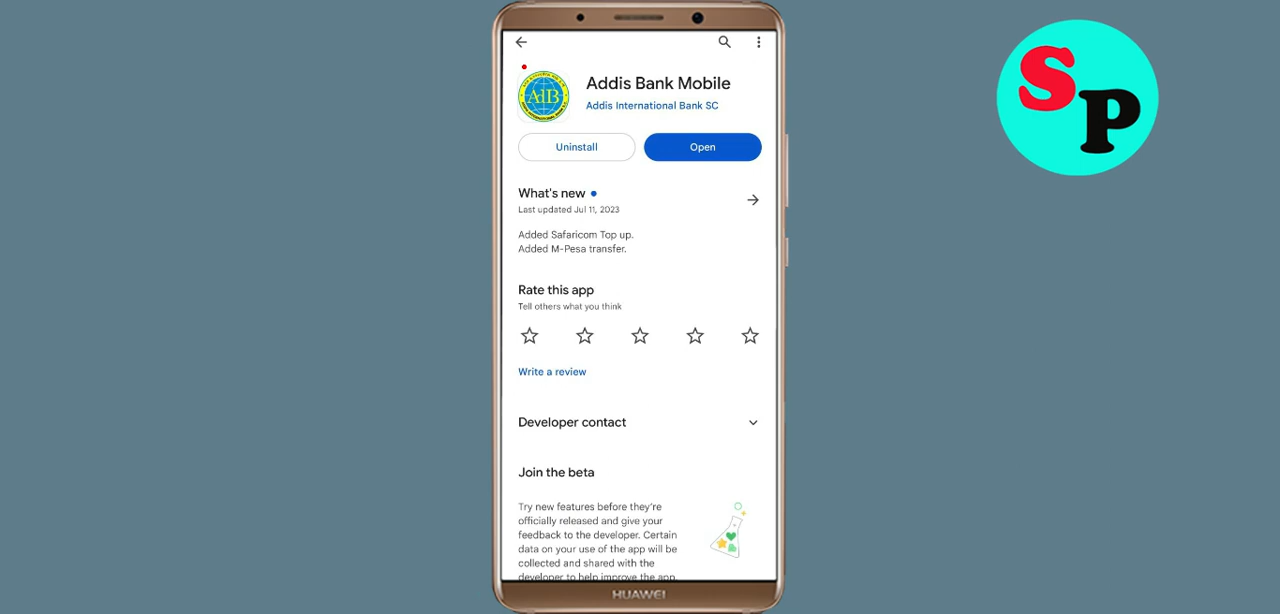 Addis Bank Mobile
Addis International Bank SC
AdB
Uninstall
Open
What's new
Last updated Jul 11, 2023
Added Safaricom Top up.
Added M-Pesa transfer.
Rate this app
Tell others what you think
Write a review
Developer contact
Join the beta
Try new features before they're
officially released and give your
feedback to the developer. Certain
data on your use of the app will be
collected and shared with the
developer to help improve the app.
HUAWEI
SP